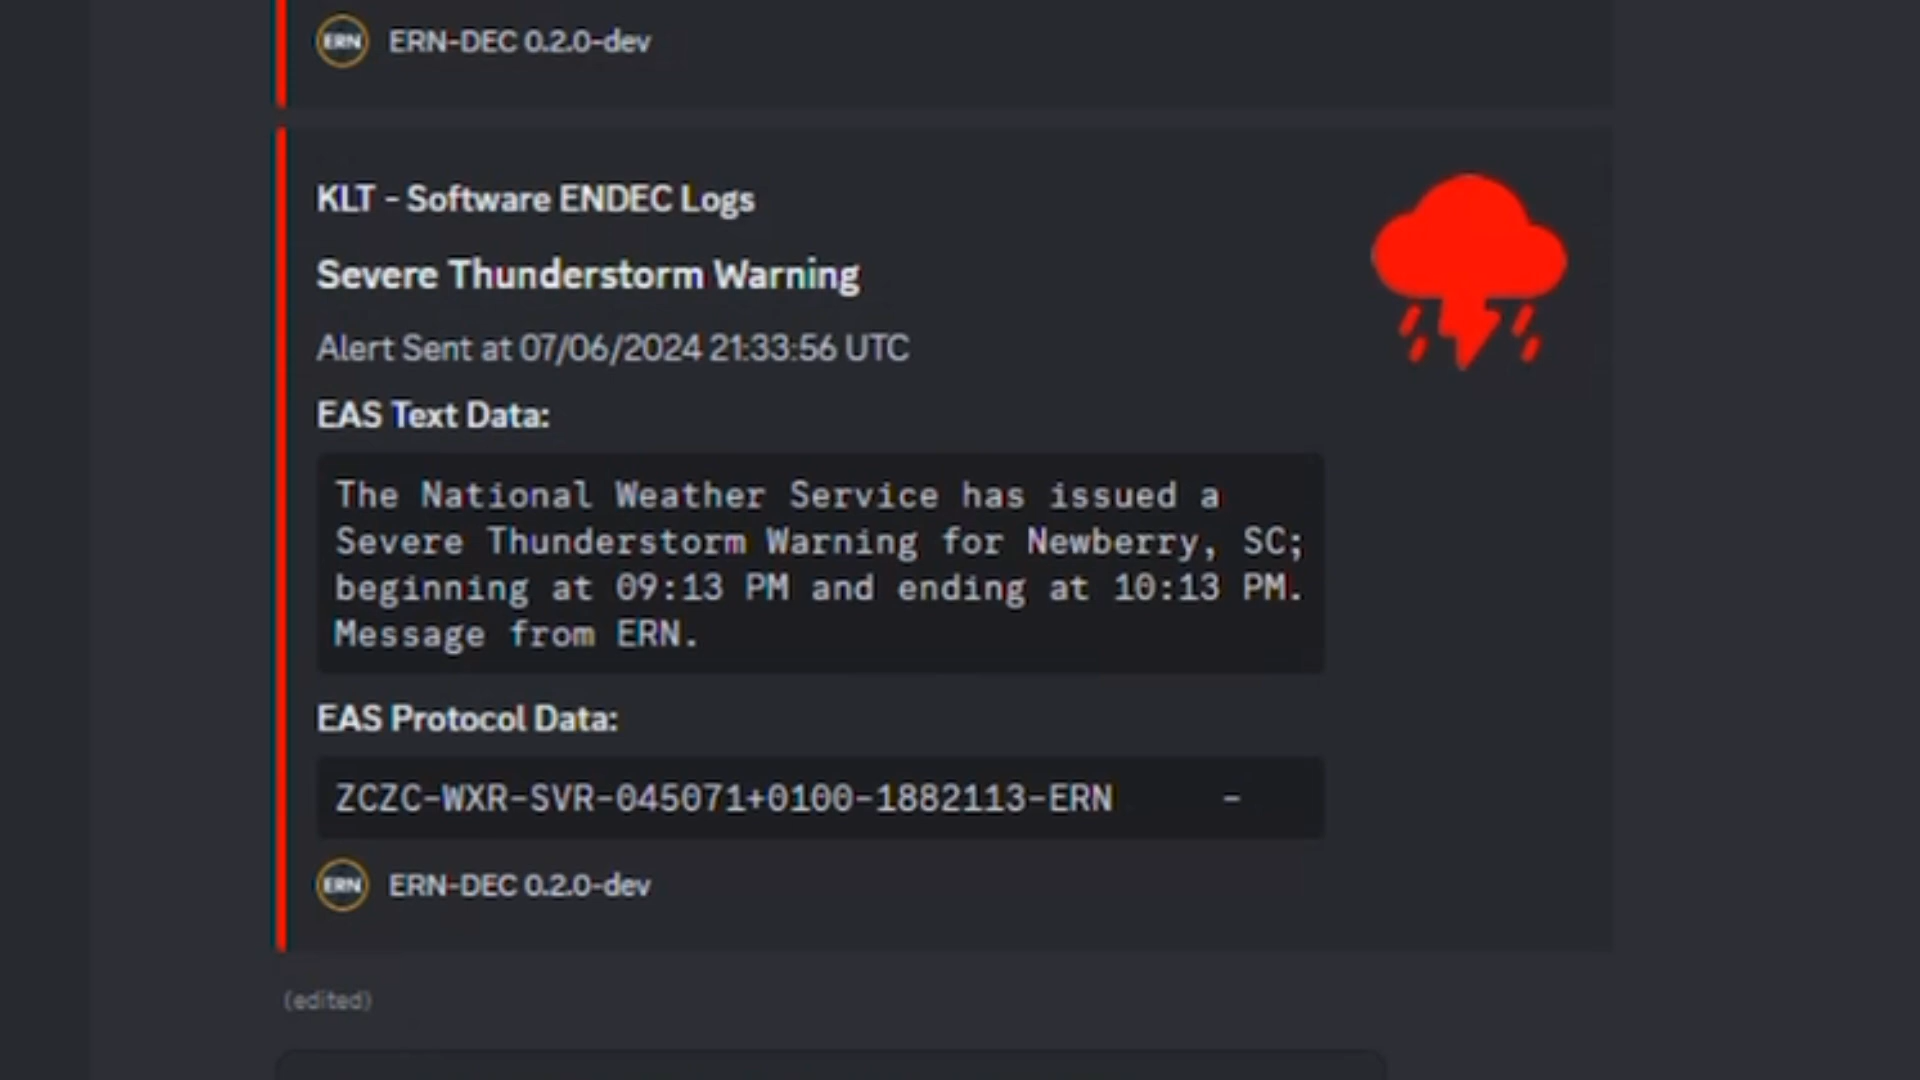 ERN ERN-DEC 0.2.0-dev
KLT - Software ENDEC Logs
Severe Thunderstorm Warning
Alert Sent at 07/06/2024 21:33:56 UTC
EAS Text Data:
The National Weather Service has issued a
Severe Thunderstorm Warning for Newberry, SC;
beginning at 09:13 PM and ending at 10:13 PM.
Message from ERN.
EAS Protocol Data:
ZCZC-WXR-SVR-045071+0100-1882113-ERN     -
ERN ERN-DEC 0.2.0-dev
(edited)